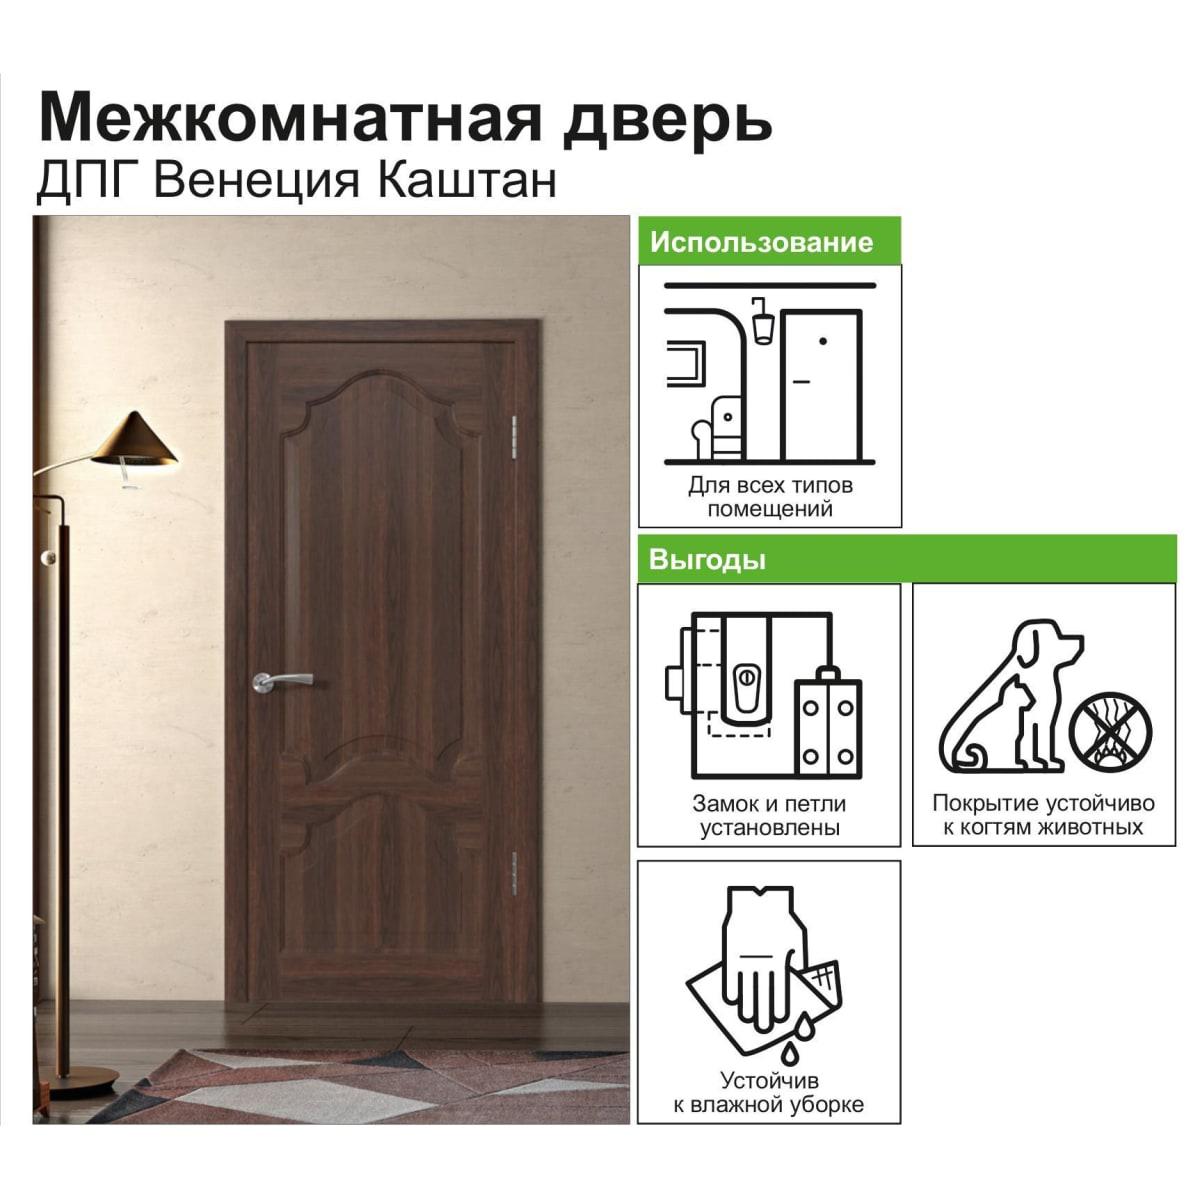 Межкомнатная дверь
ДПГ Венеция Каштан
Использование
Для всех типов
помещений
Выгоды
Замок и петли
установлены
Покрытие устойчиво
к когтям животных
Устойчив
к влажной уборке